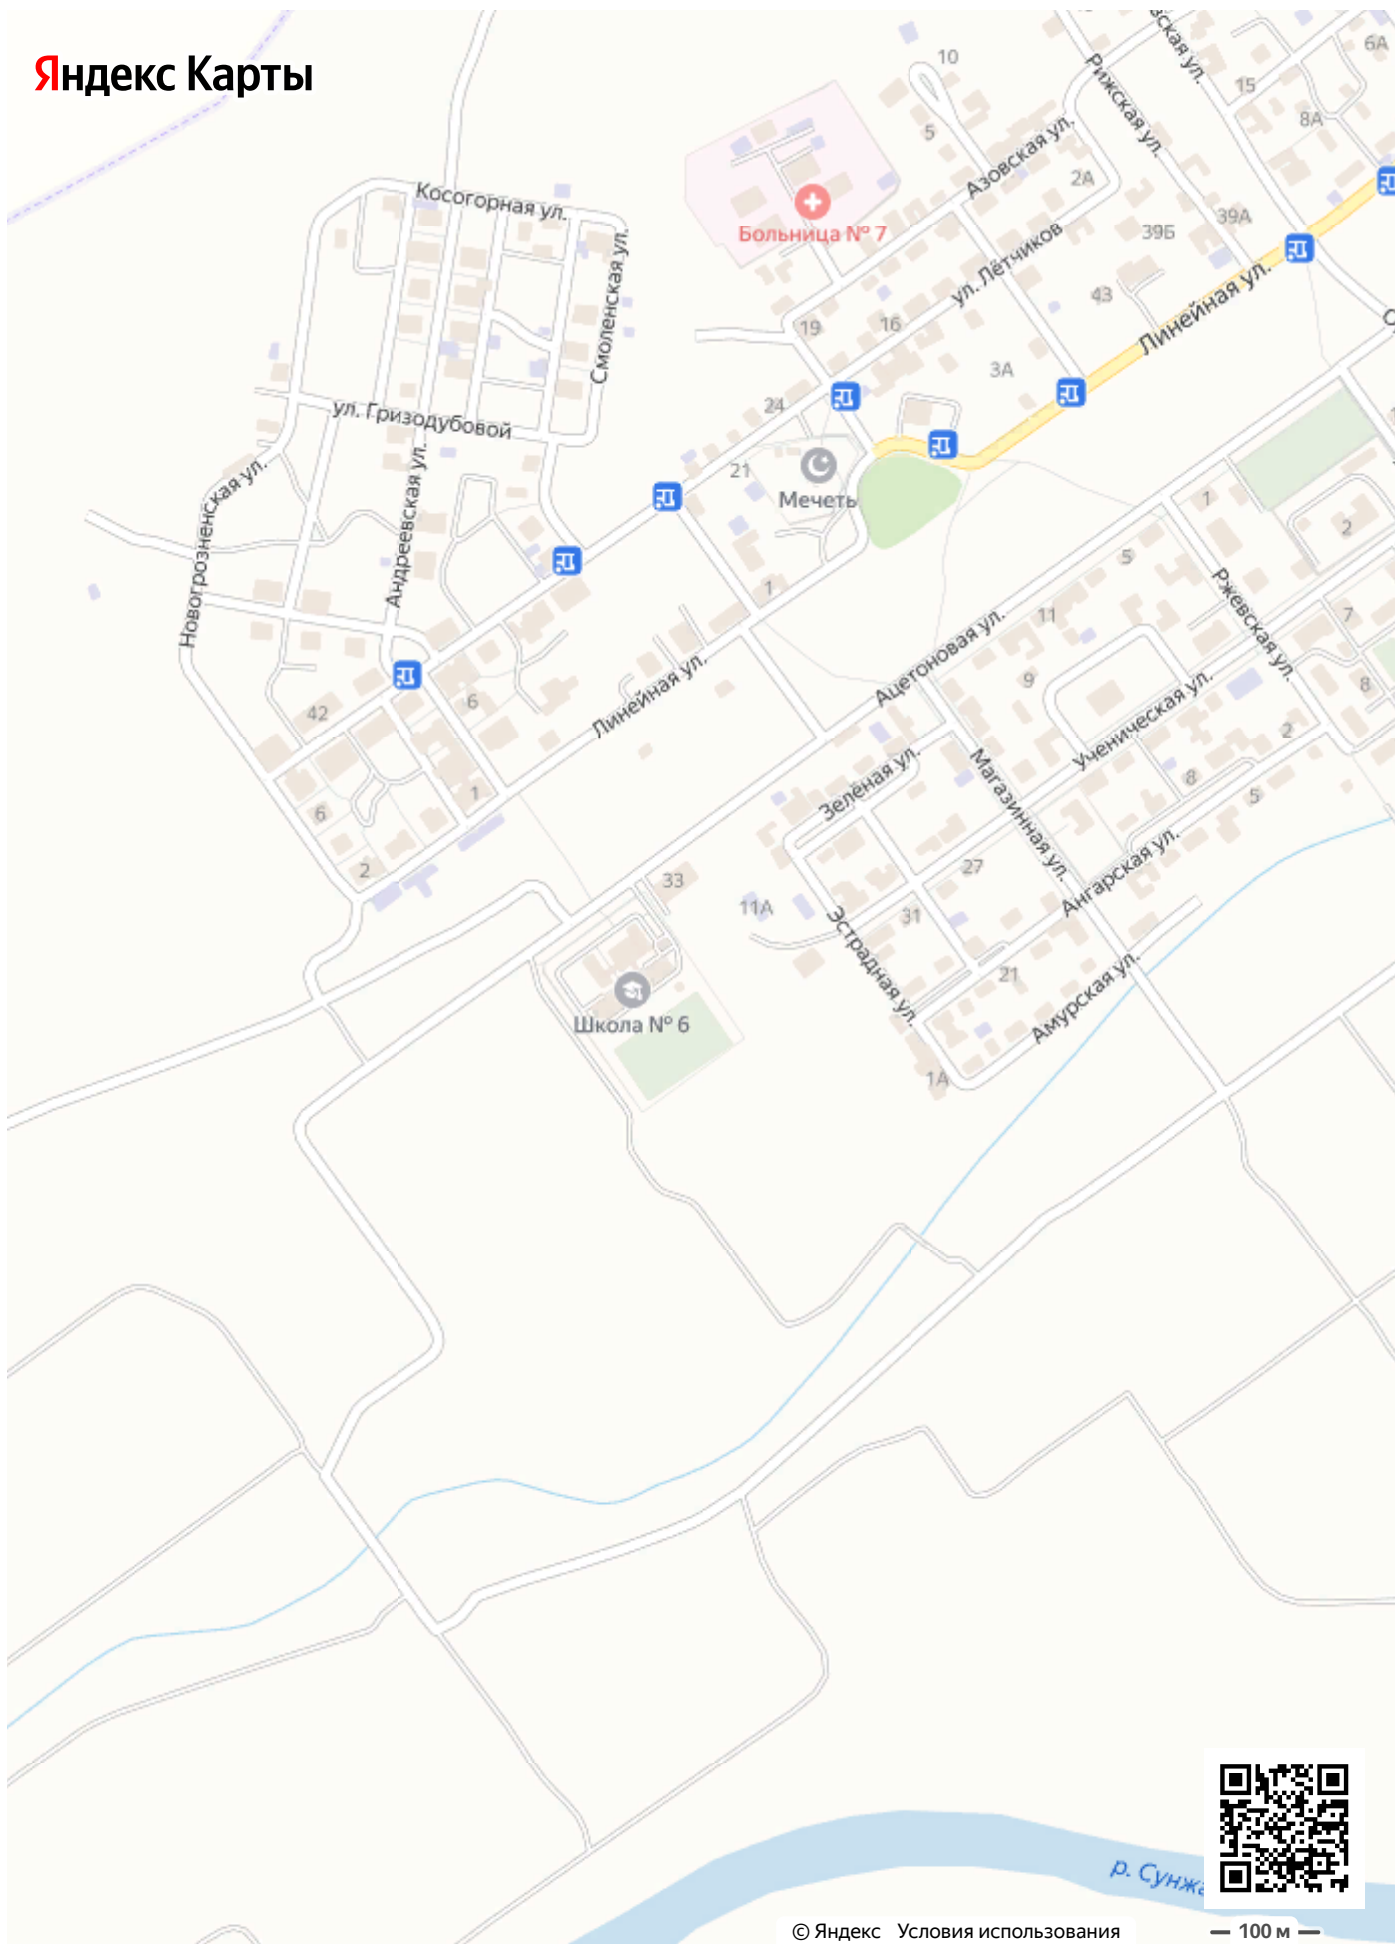 Яндекс Карты
10
6А
Рижская ул.
15
8А
5
Азовская ул.
2А
Косогорная ул.
39А
39Б
Больница № 7
ул. Лётчиков
Смоленская ул.
43
Линейная ул.
19
16
3А
24
ул. Гризодубовой
21
Мечеть
1
2
Новогрозненская ул.
Андреевская ул.
5
1
Ржевская ул.
7
11
Ацетоновая ул.
9
8
Линейная ул.
6
42
Ученическая ул.
2
Зелёная ул.
Магазинная ул.
8
5
1
6
2
33
27
Ангарская ул.
11А
31
Эстрадная ул.
21
Амурская ул.
Школа № 6
1А
р. Сунжа
© Яндекс Условия использования
100 м